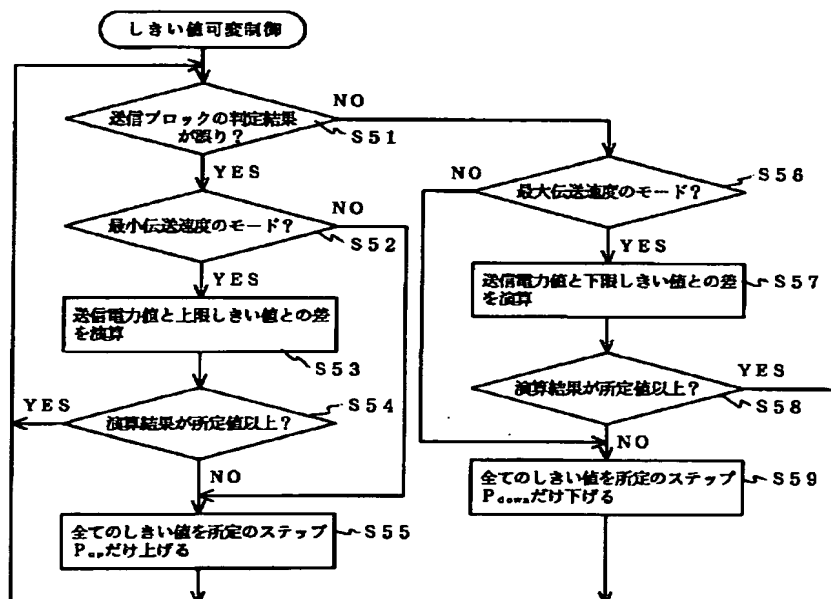 しきい値可変制御
送信ブロックの判定結果
が誤り?
NO
S51
YES
最小伝送速度のモード?
NO
S52
YES
送信電力値と上限しきい値との差
を演算
S53
演算結果が所定値以上?
YES
S54
NO
全てのしきい値を所定のステップ
Pupだけ上げる
S55
最大伝送速度のモード?
NO
S56
YES
送信電力値と下限しきい値との差
を演算
S57
演算結果が所定値以上?
YES
S58
NO
全てのしきい値を所定のステップ
Pdownだけ下げる
S59